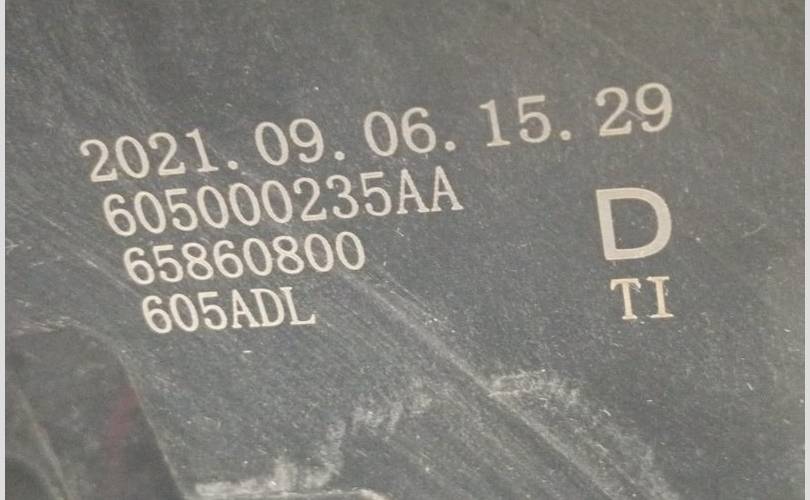 2021. 09. 06. 15. 29
605000235AA
65860800
605ADL
D
TI